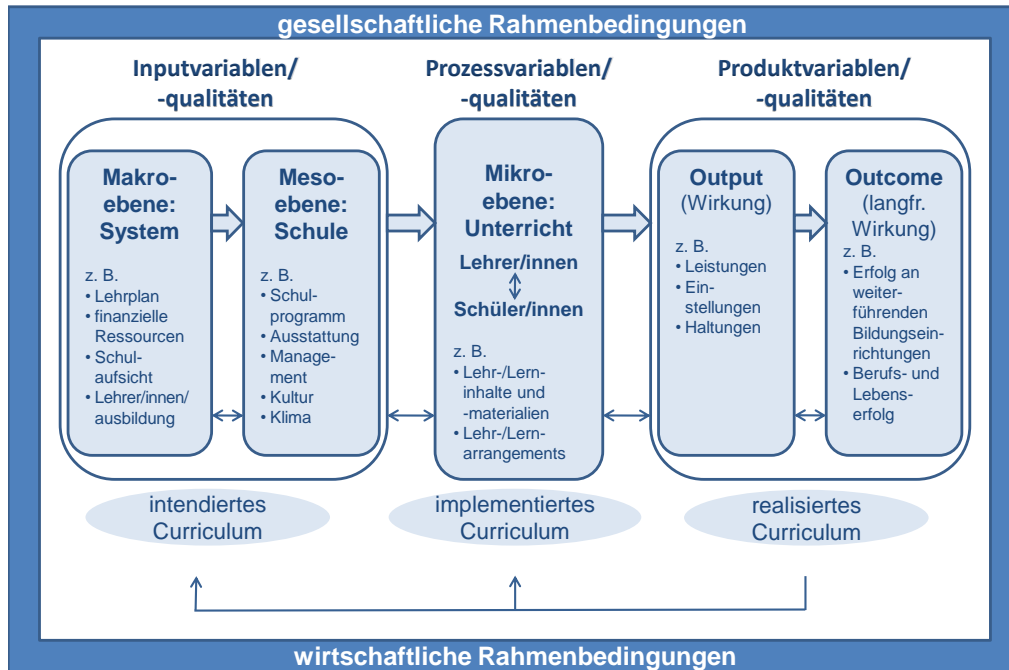 gesellschaftliche Rahmenbedingungen
Inputvariablen/
-qualitäten
Prozessvariablen/
-qualitäten
Produktvariablen/
-qualitäten
Makro-
ebene:
System
z. B.
• Lehrplan
• finanzielle
Ressourcen
• Schul-
aufsicht
• Lehrer/innen/
ausbildung
Meso-
ebene:
Schule
z. B.
• Schul-
programm
• Ausstattung
• Manage-
ment
• Kultur
• Klima
Mikro-
ebene:
Unterricht
Lehrer/innen
Schüler/innen
z. B.
• Lehr-/Lern-
inhalte und
-materialien
• Lehr-/Lern-
arrangements
Output
(Wirkung)
z. B.
• Leistungen
• Ein-
stellungen
• Haltungen
Outcome
(langfr.
Wirkung)
z. B.
• Erfolg an
weiter-
führenden
Bildungsein-
richtungen
• Berufs- und
Lebens-
erfolg
intendiertes
Curriculum
implementiertes
Curriculum
realisiertes
Curriculum
wirtschaftliche Rahmenbedingungen